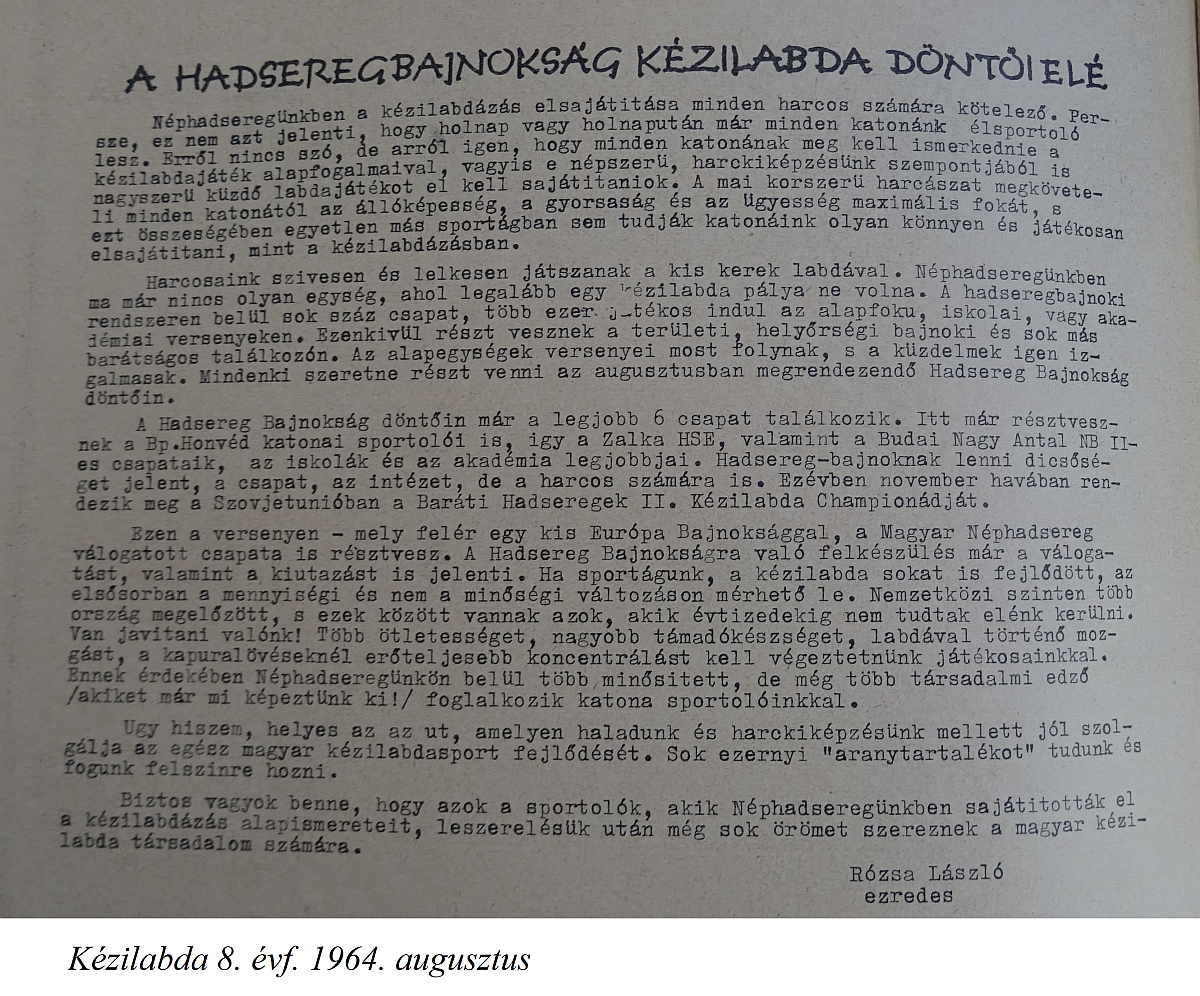 A HADSEREGBAJNOKSÁG KÉZILABDA DÖNTŐI ELÉ
Néphadseregünkben a kézilabdázás elsajátitása minden harcos számára kötelező. Per-
sze, ez nem azt jelenti, hogy holnap vagy holnapután már minden katonánk élsportoló
lesz. Erről nincs szó, de arról igen, hogy minden katonának meg kell ismerkednie a
kézilabdajáték alapfogalmaival, vagyis e népszerü, harckiképzésünk szempontjából is
nagyszerü küzdő labdajátékot el kell sajátitaniok. A mai korszerü harcászat megkövete-
li minden katonától az állóképesség, a gyorsaság és az ügyesség maximális fokát, s
ezt összeségében egyetlen más sportágban sem tudják katonáink olyan könnyen és játékosan
elsajátitani, mint a kézilabdázásban.
Harcosaink szivesen és lelkesen játszanak a kis kerek labdával. Néphadseregünkben
ma már nincs olyan egység, ahol legalább egy kézilabda pálya ne volna. A hadseregbajnoki
rendszeren belül sok száz csapat, több ezer játékos indul az alapfoku, iskolai, vagy aka-
démiai versenyeken. Ezenkivül részt vesznek a területi, helyőrségi bajnoki és sok más
barátságos találkozón. Az alapegységek versenyei most folynak, s a küzdelmek igen iz-
galmasak. Mindenki szeretne részt venni az augusztusban megrendezendő Hadsereg Bajnokság
döntőin.
A Hadsereg Bajnokság döntőin már a legjobb 6 csapat találkozik. Itt már résztvesz-
nek a Bp.Honvéd katonai sportolói is, igy a Zalka HSE, valamint a Budai Nagy Antal NB II-
es csapataik, az iskolák és az akadémia legjobbjai. Hadsereg-bajnoknak lenni dicsősé-
get jelent, a csapat, az intézet, de a harcos számára is. Ezévben november havában ren-
dezik meg a Szovjetunióban a Baráti Hadseregek II. Kézilabda Championádját.
Ezen a versenyen - mely felér egy kis Európa Bajnoksággal, a Magyar Néphadsereg
válogatott csapata is résztvesz. A Hadsereg Bajnokságra való felkészülés már a váloga-
tást, valamint a kiutazást is jelenti. Ha sportágunk, a kézilabda sokat is fejlődött, az
elsősorban a mennyiségi és nem a minőségi változáson mérhető le. Nemzetközi szinten több
ország megelőzött, s ezek között vannak azok, akik évtizedekig nem tudtak elénk kerülni.
Van javitani valónk! Több ötletességet, nagyobb támadókészséget, labdával történő moz-
gást, a kapuralövéseknél erőteljesebb koncentrálást kell végeztetnünk játékosainkkal.
Ennek érdekében Néphadseregünkön belül több minősitett, de még több társadalmi edző
/akiket már mi képeztünk ki!/ foglalkozik katona sportolóinkkal.
Ugy hiszem, helyes az az ut, amelyen haladunk és harckiképzésünk mellett jól szol-
gálja az egész magyar kézilabdasport fejlődését. Sok ezernyi "aranytartalékot" tudunk és
fogunk felszinre hozni.
Biztos vagyok benne, hogy azok a sportolók, akik Néphadseregünkben sajátitották el
a kézilabdázás alapismereteit, leszerelésük után még sok örömet szereznek a magyar kézi-
labda társadalom számára.
Rózsa László
ezredes
Kézilabda 8. évf. 1964. augusztus